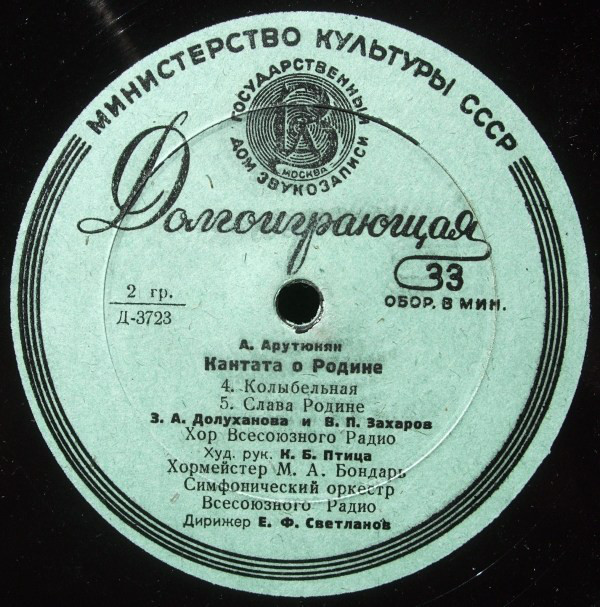 МИНИСТЕРСТВО КУЛЬТУРЫ СССР
ГОСУДАРСТВЕННЫЙ
ДОМ ЗВУКОЗАПИСИ
МОСКВА
Долгоиграющая
33
ОБОР. В МИН.
2 гр.
Д-3723
А. Арутюнян
Кантата о Родине
4. Колыбельная
5. Слава Родине
З. А. Долуханова и В. П. Захаров
Хор Всесоюзного Радио
Худ. рук. К. Б. Птица
Хормейстер М. А. Бондарь
Симфонический оркестр
Всесоюзного Радио
Дирижер Е. Ф. Светланов